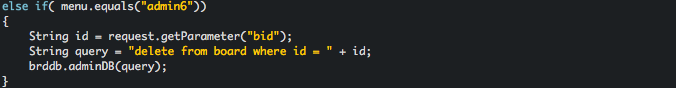 else if( menu.equals("admin6"))
{
    String id = request.getParameter("bid");
    String query = "delete from board where id = " + id;
    brddb.adminDB(query);
}